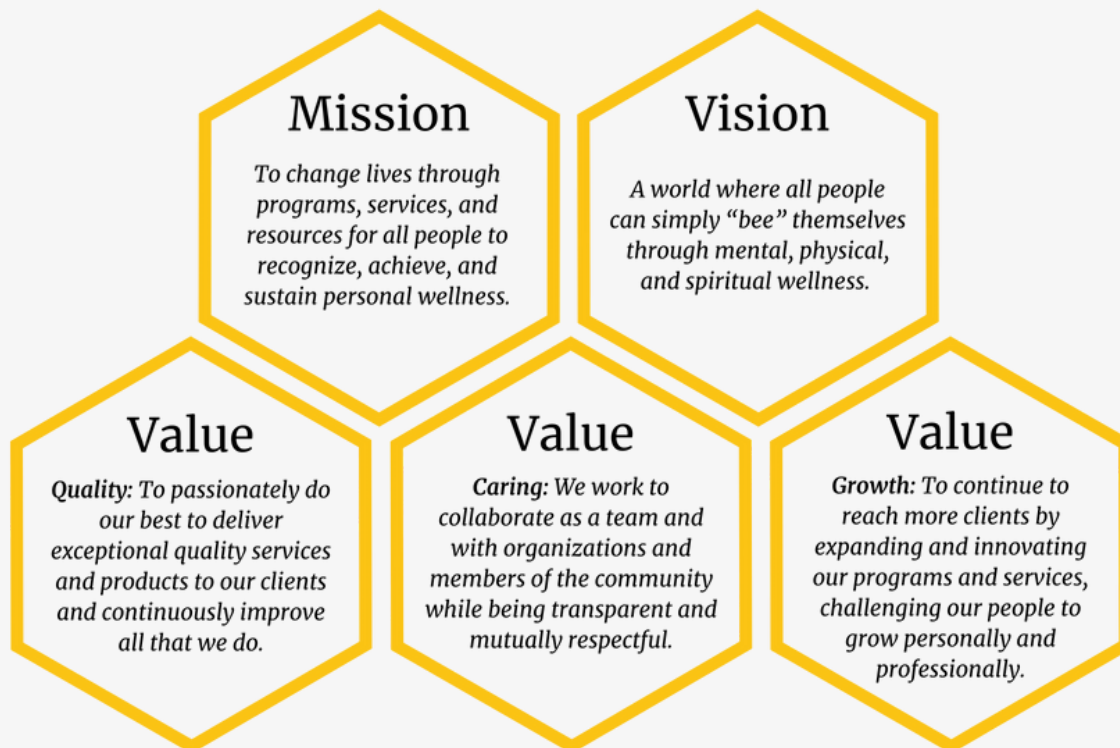 Mission
To change lives through
programs, services, and
resources for all people to
recognize, achieve, and
sustain personal wellness.
Vision
A world where all people
can simply “bee” themselves
through mental, physical,
and spiritual wellness.
Value
Quality: To passionately do
our best to deliver
exceptional quality services
and products to our clients
and continuously improve
all that we do.
Value
Caring: We work to
collaborate as a team and
with organizations and
members of the community
while being transparent and
mutually respectful.
Value
Growth: To continue to
reach more clients by
expanding and innovating
our programs and services,
challenging our people to
grow personally and
professionally.